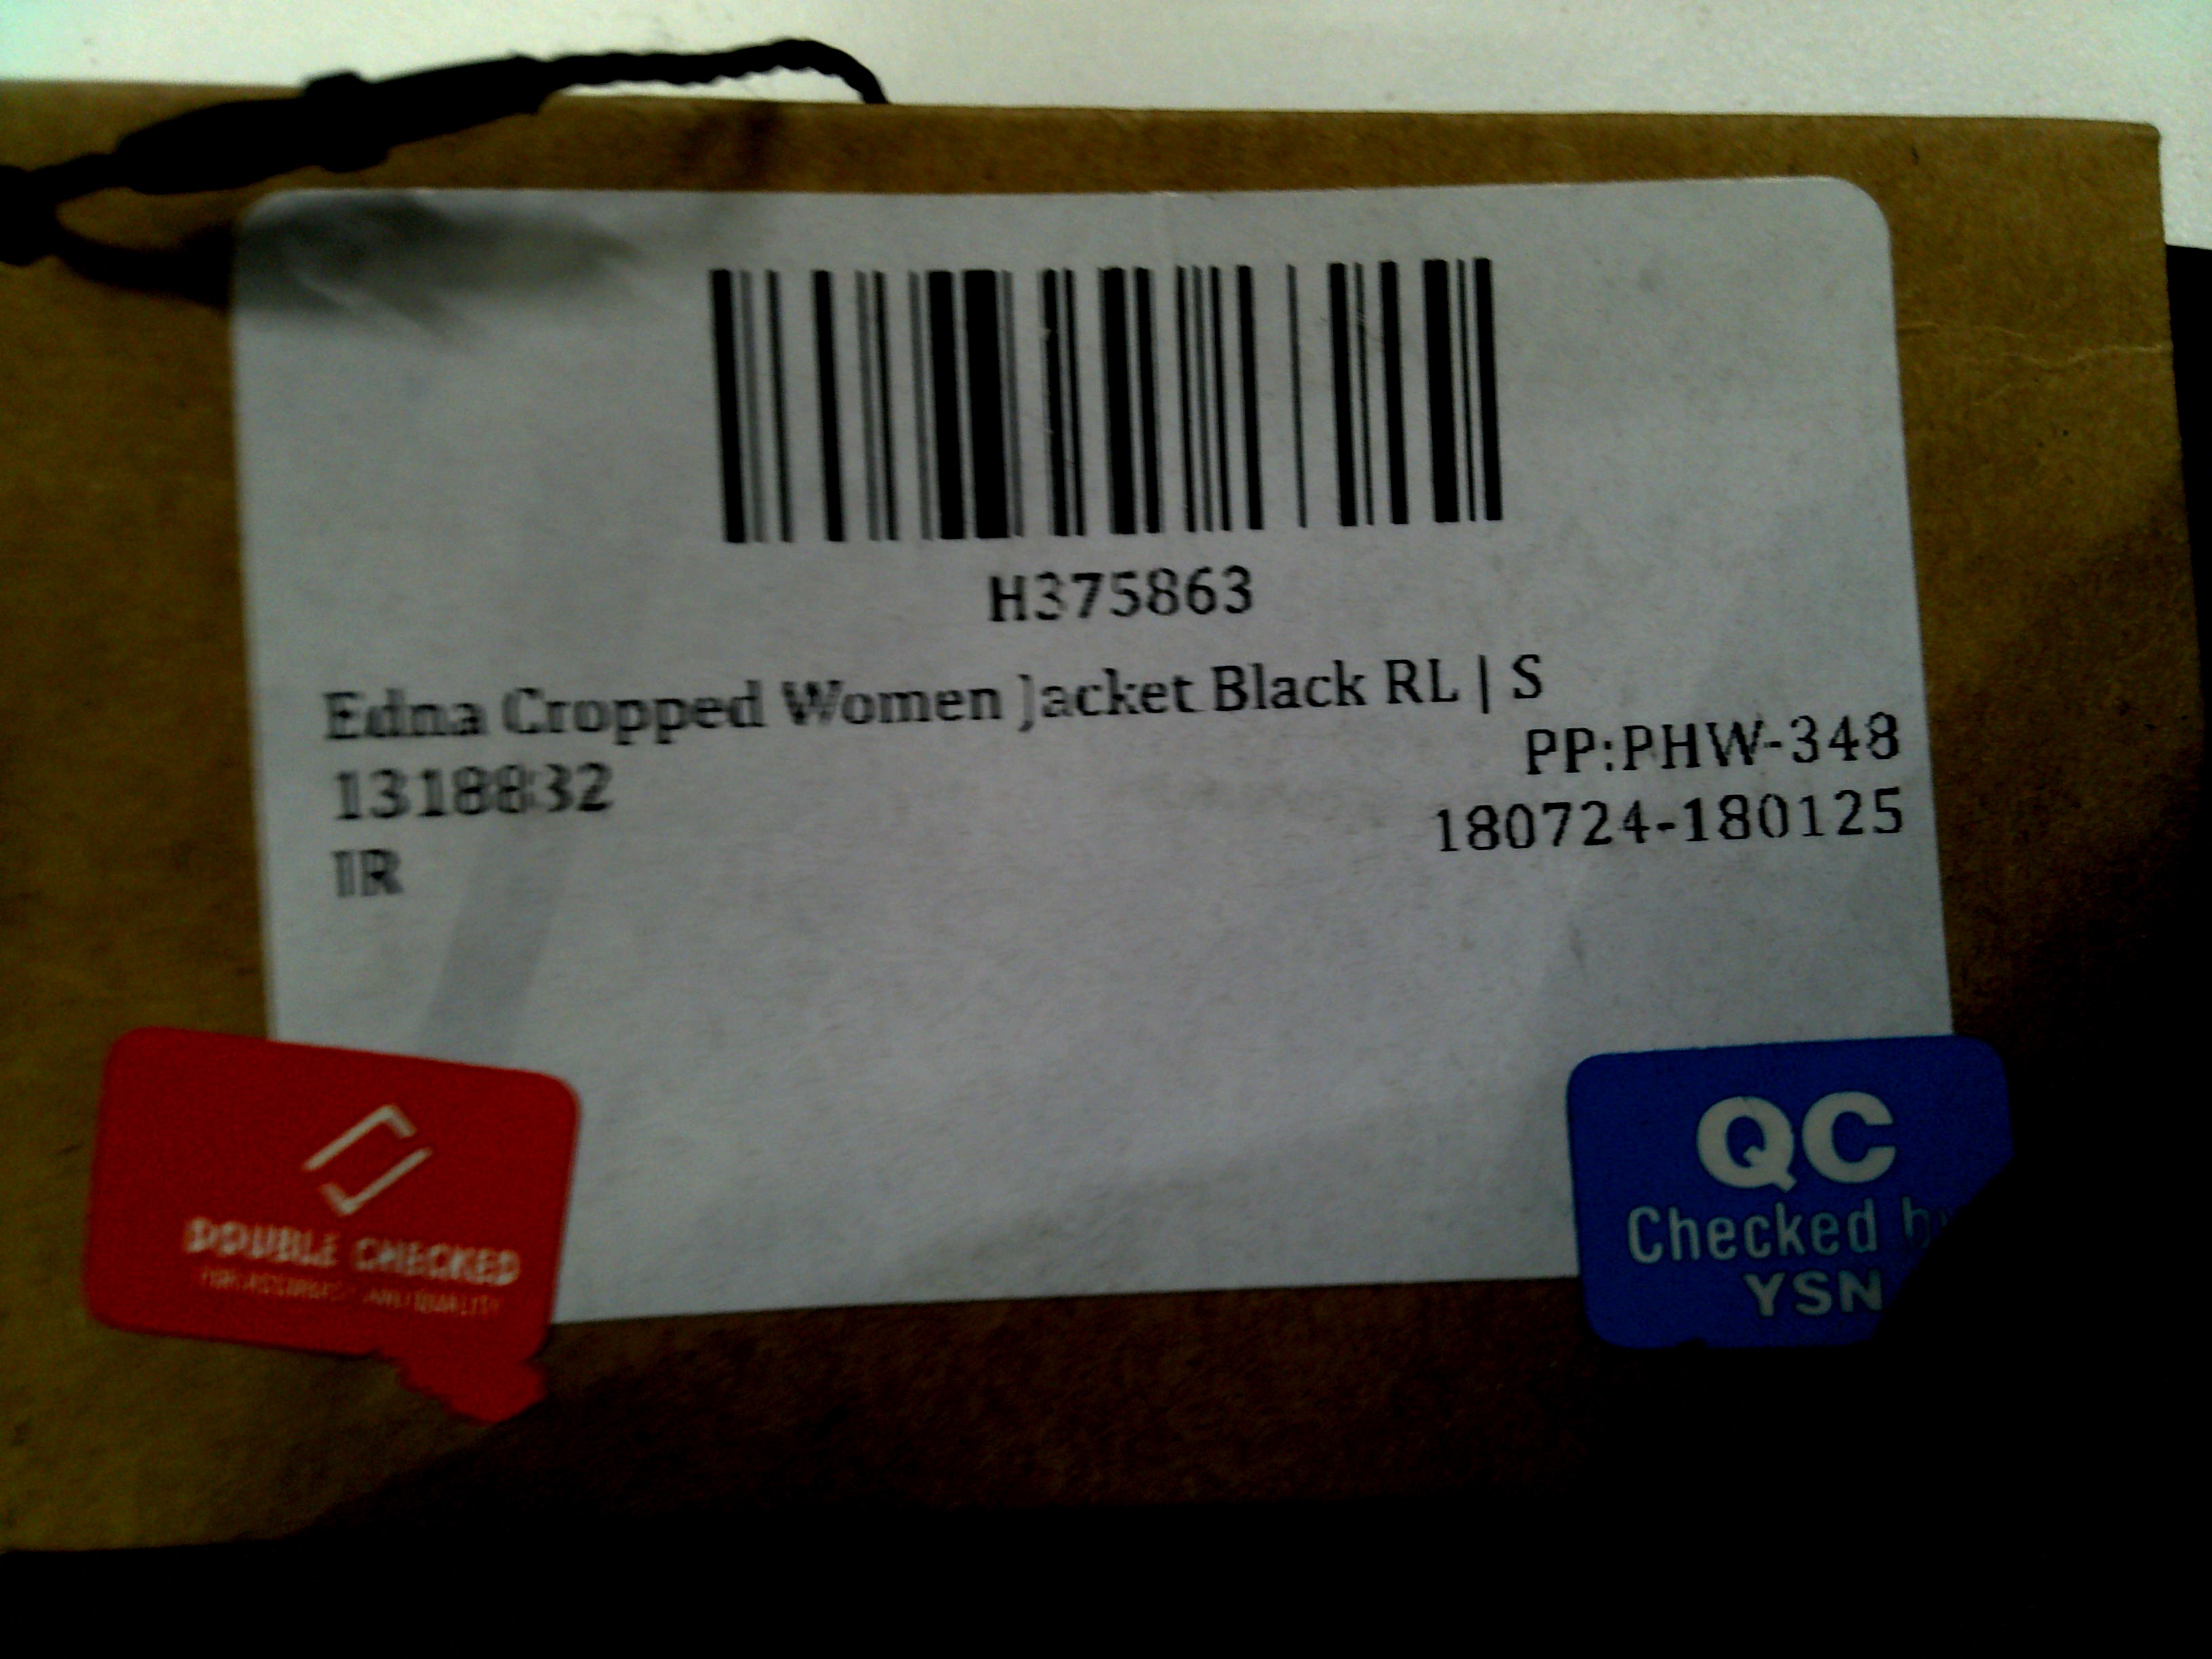 H375863
Edna Cropped Women Jacket Black RL | S
PP:PHW-348
1318832
180724-180125
IR
DOUBLE CHECKED
QC
Checked by
YSN